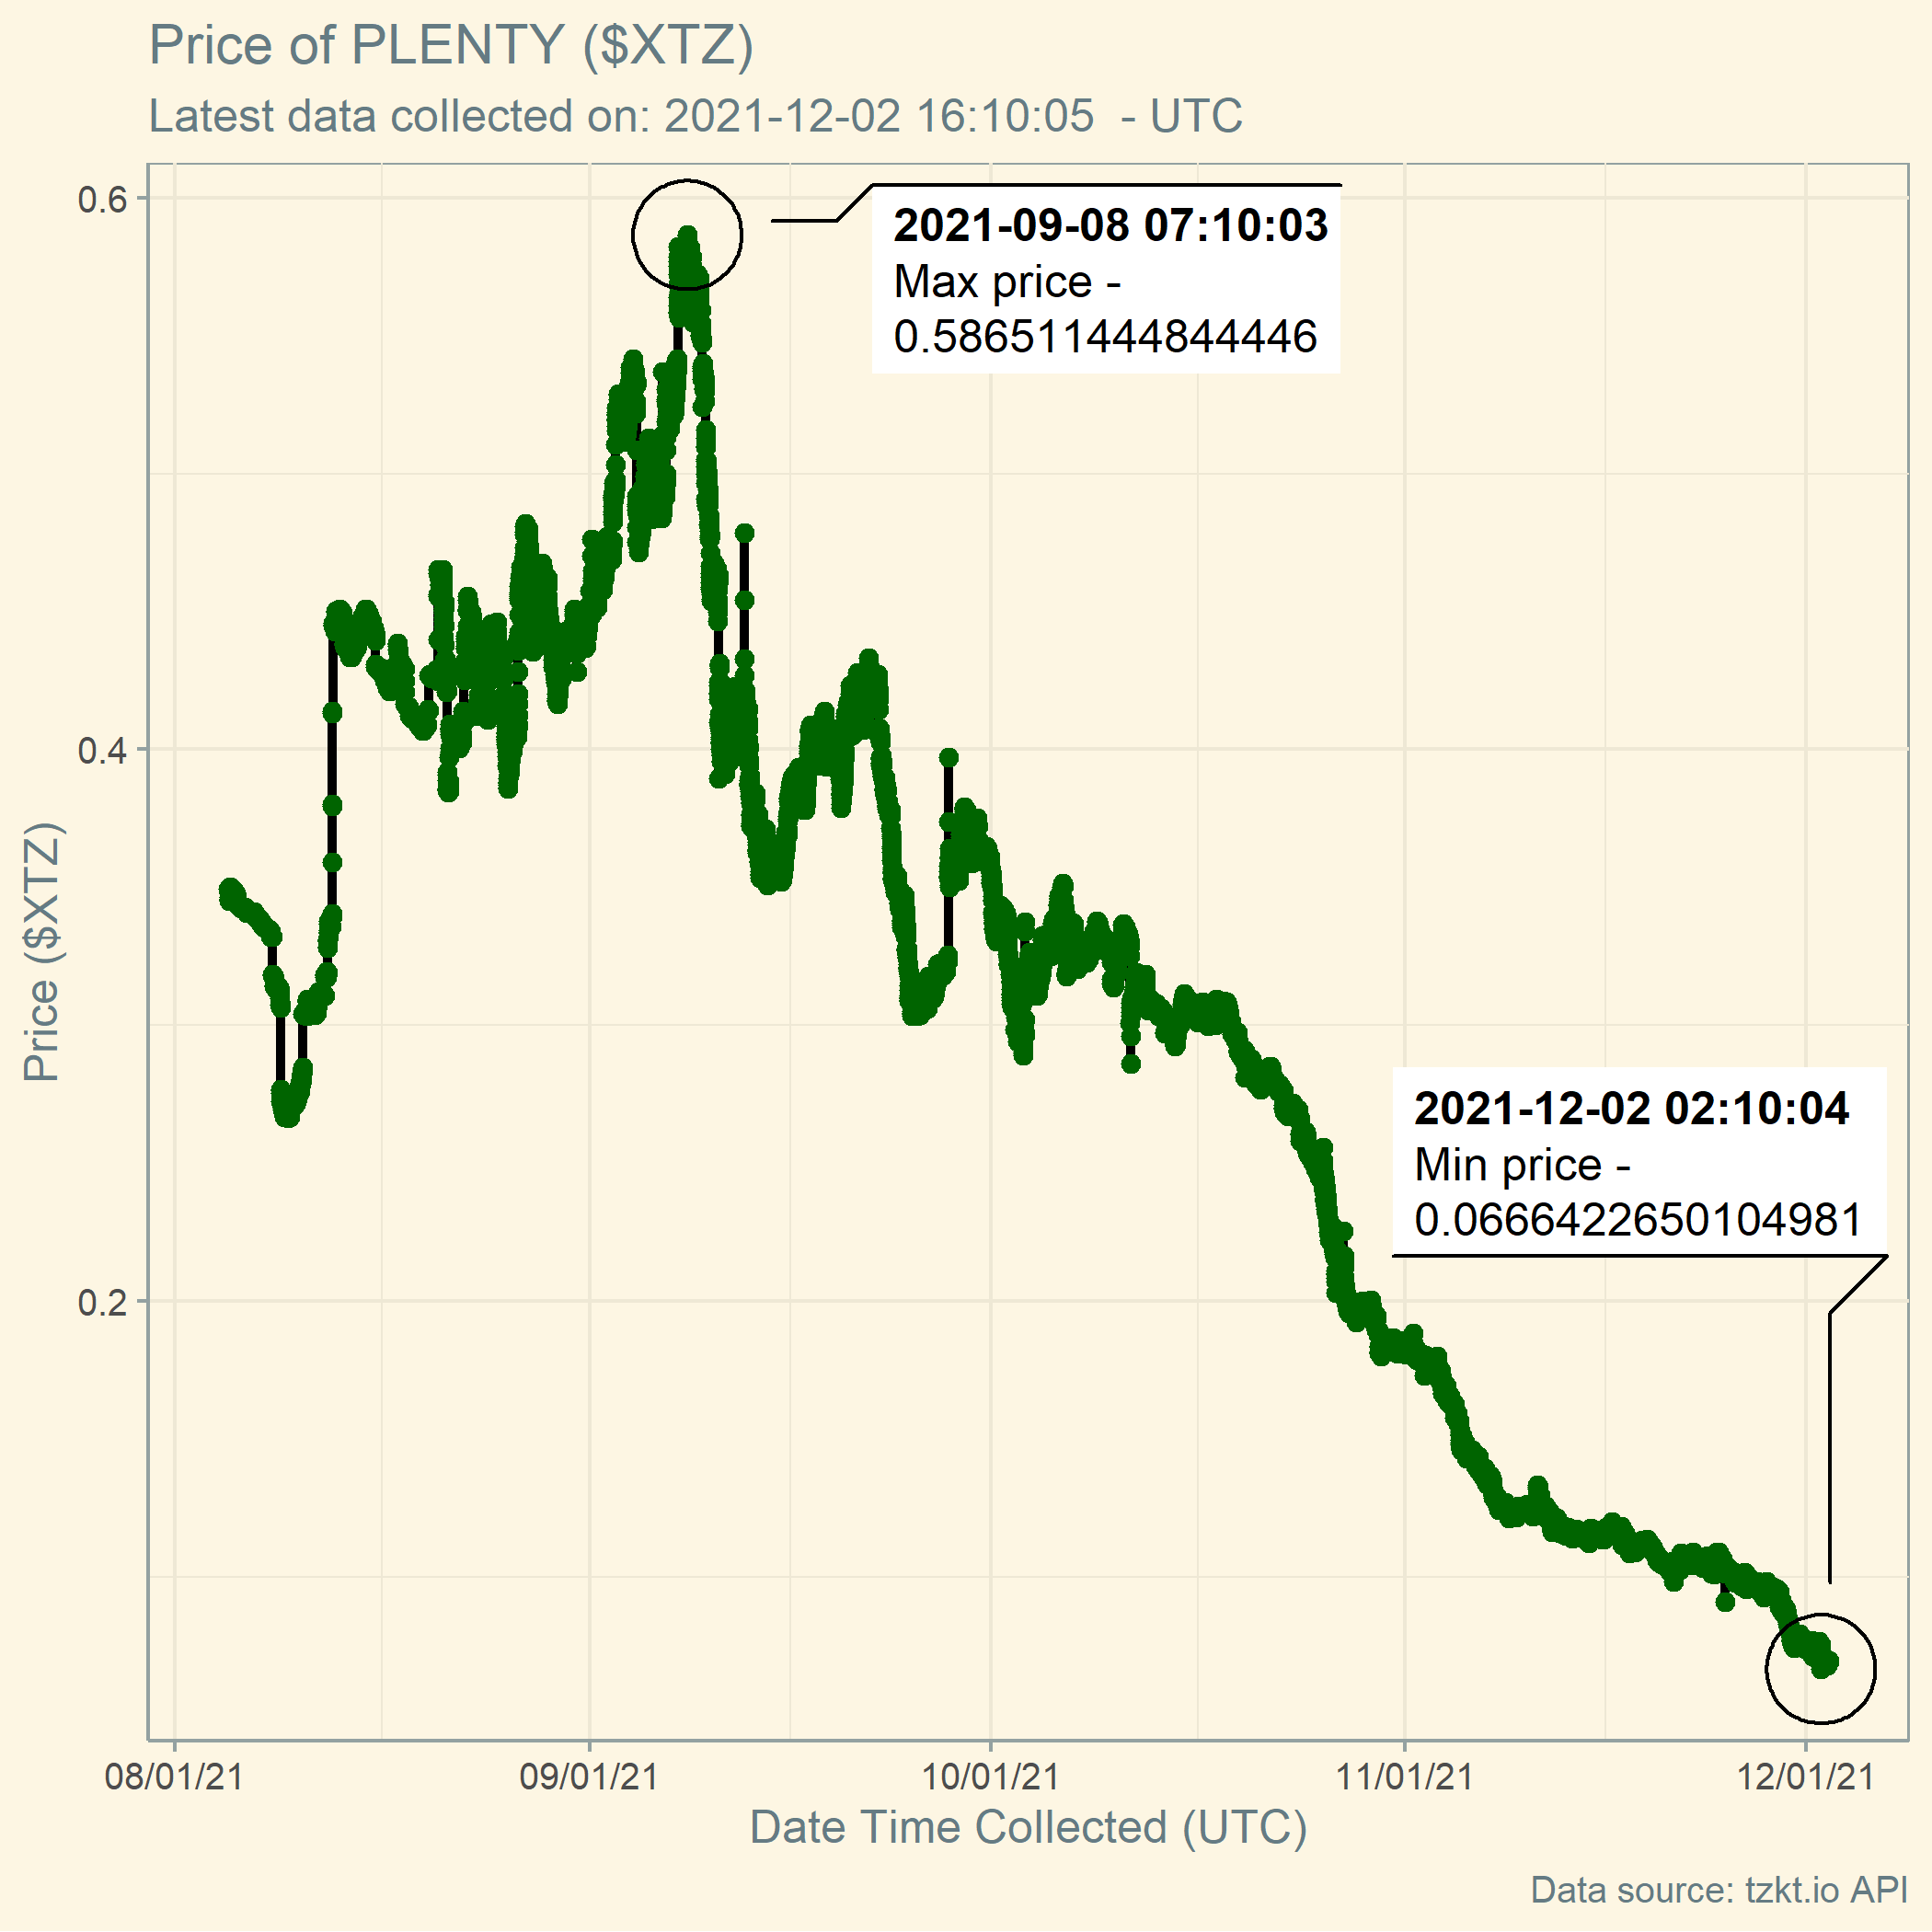 Price of PLENTY ($XTZ)
Latest data collected on: 2021-12-02 16:10:05  - UTC
0.6
0.4
0.2
Price ($XTZ)
2021-09-08 07:10:03
Max price -
0.586511444844446
2021-12-02 02:10:04
Min price -
0.0666422650104981
08/01/21 09/01/21 10/01/21 11/01/21 12/01/21
Date Time Collected (UTC)
Data source: tzkt.io API